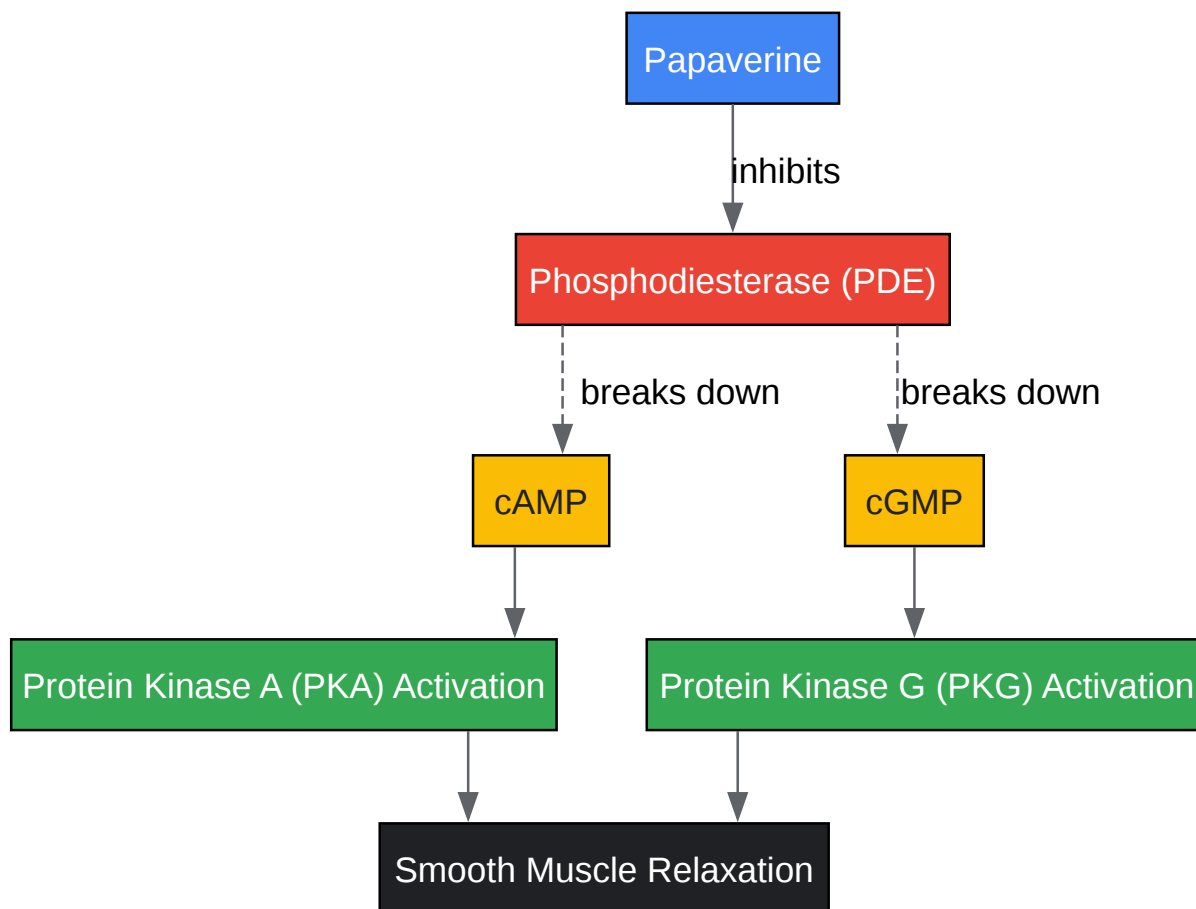 Papaverine
inhibits
Phosphodiesterase (PDE)
breaks down
breaks down
cAMP
cGMP
Protein Kinase A (PKA) Activation
Protein Kinase G (PKG) Activation
Smooth Muscle Relaxation